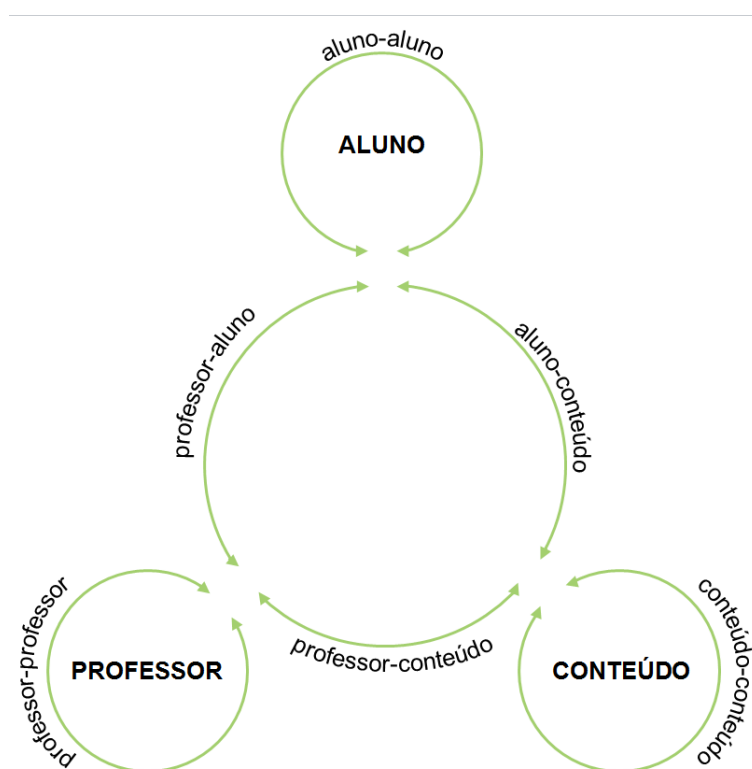 aluno-aluno
ALUNO
professor-aluno
aluno-conteúdo
professor-professor
PROFESSOR
professor-conteúdo
CONTEÚDO
conteúdo-conteúdo